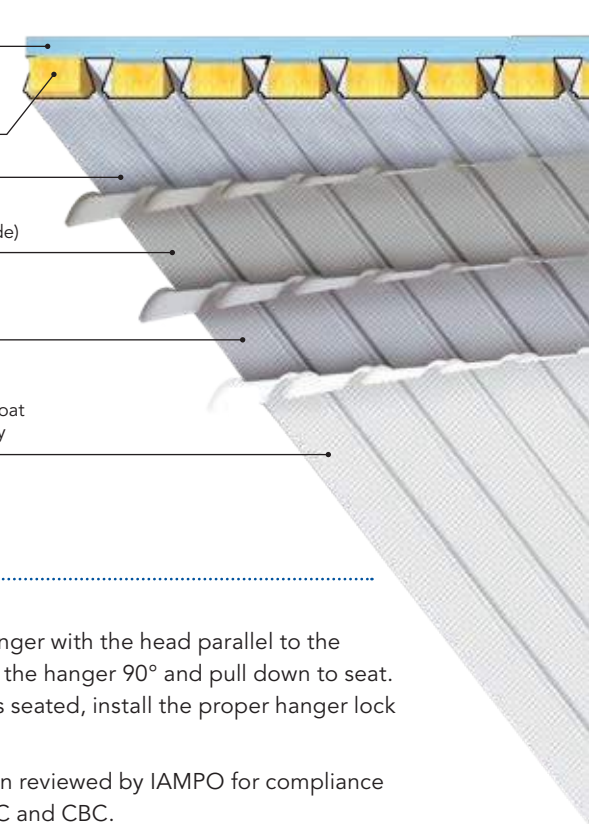 de)
oat
y
nger with the head parallel to the
the hanger 90° and pull down to seat.
s seated, install the proper hanger lock
n reviewed by IAMPO for compliance
C and CBC.